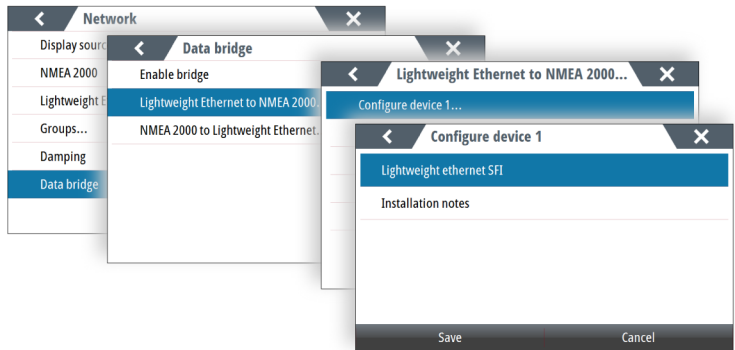 Network
Display sourc
NMEA 2000
Lightweight E
Groups...
Damping
Data bridge
Data bridge
Enable bridge
Lightweight Ethernet to NMEA 2000.
NMEA 2000 to Lightweight Ethernet.
Lightweight Ethernet to NMEA 2000...
Configure device 1...
Configure device 1
Lightweight ethernet SFI
Installation notes
Save Cancel